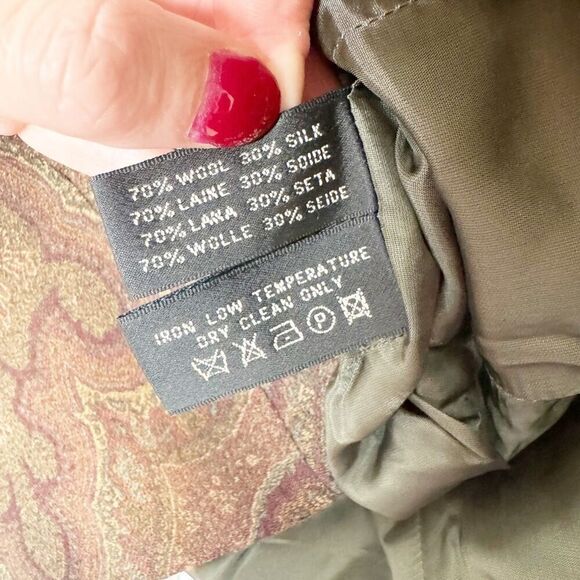 70% WOOL 30% SILK
70% LAINE 30% SOIDE
70% LANA 30% SETA
70% WOLLE 30% SEIDE
IRON LOW TEMPERATURE
DRY CLEAN ONLY
P